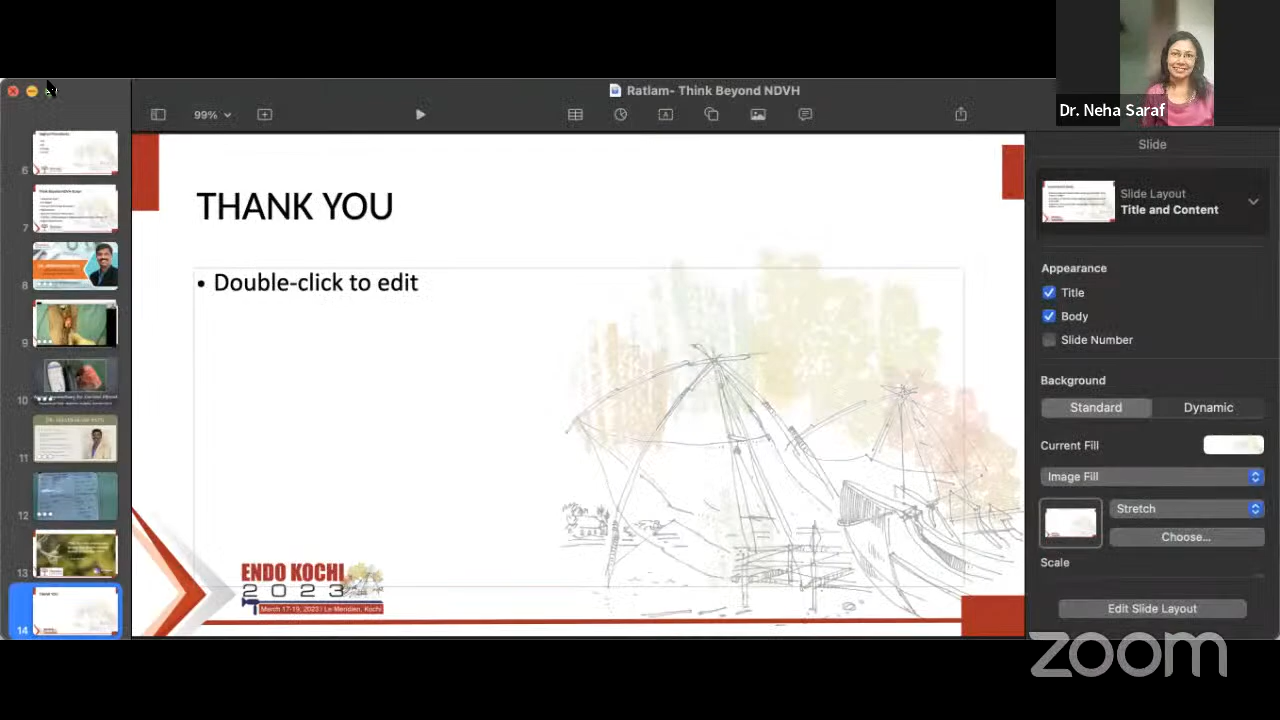 Dr. Neha Saraf
Ratlam- Think Beyond NDVH
99%
Slide
6
7
8
9
10
11
12
13
14
THANK YOU
• Double-click to edit
ENDO KOCHI
2023
March 17-19, 2023 / Le Meridien, Kochi
Slide Layout
Title and Content
Appearance
Title
Body
Slide Number
Background
Standard
Dynamic
Current Fill
Image Fill
Stretch
Choose...
Scale
Edit Slide Layout
zoom